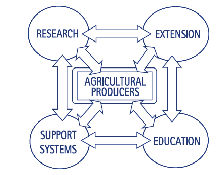 RESEARCH
EXTENSION
AGRICULTURAL
PRODUCERS
SUPPORT
SYSTEMS
EDUCATION